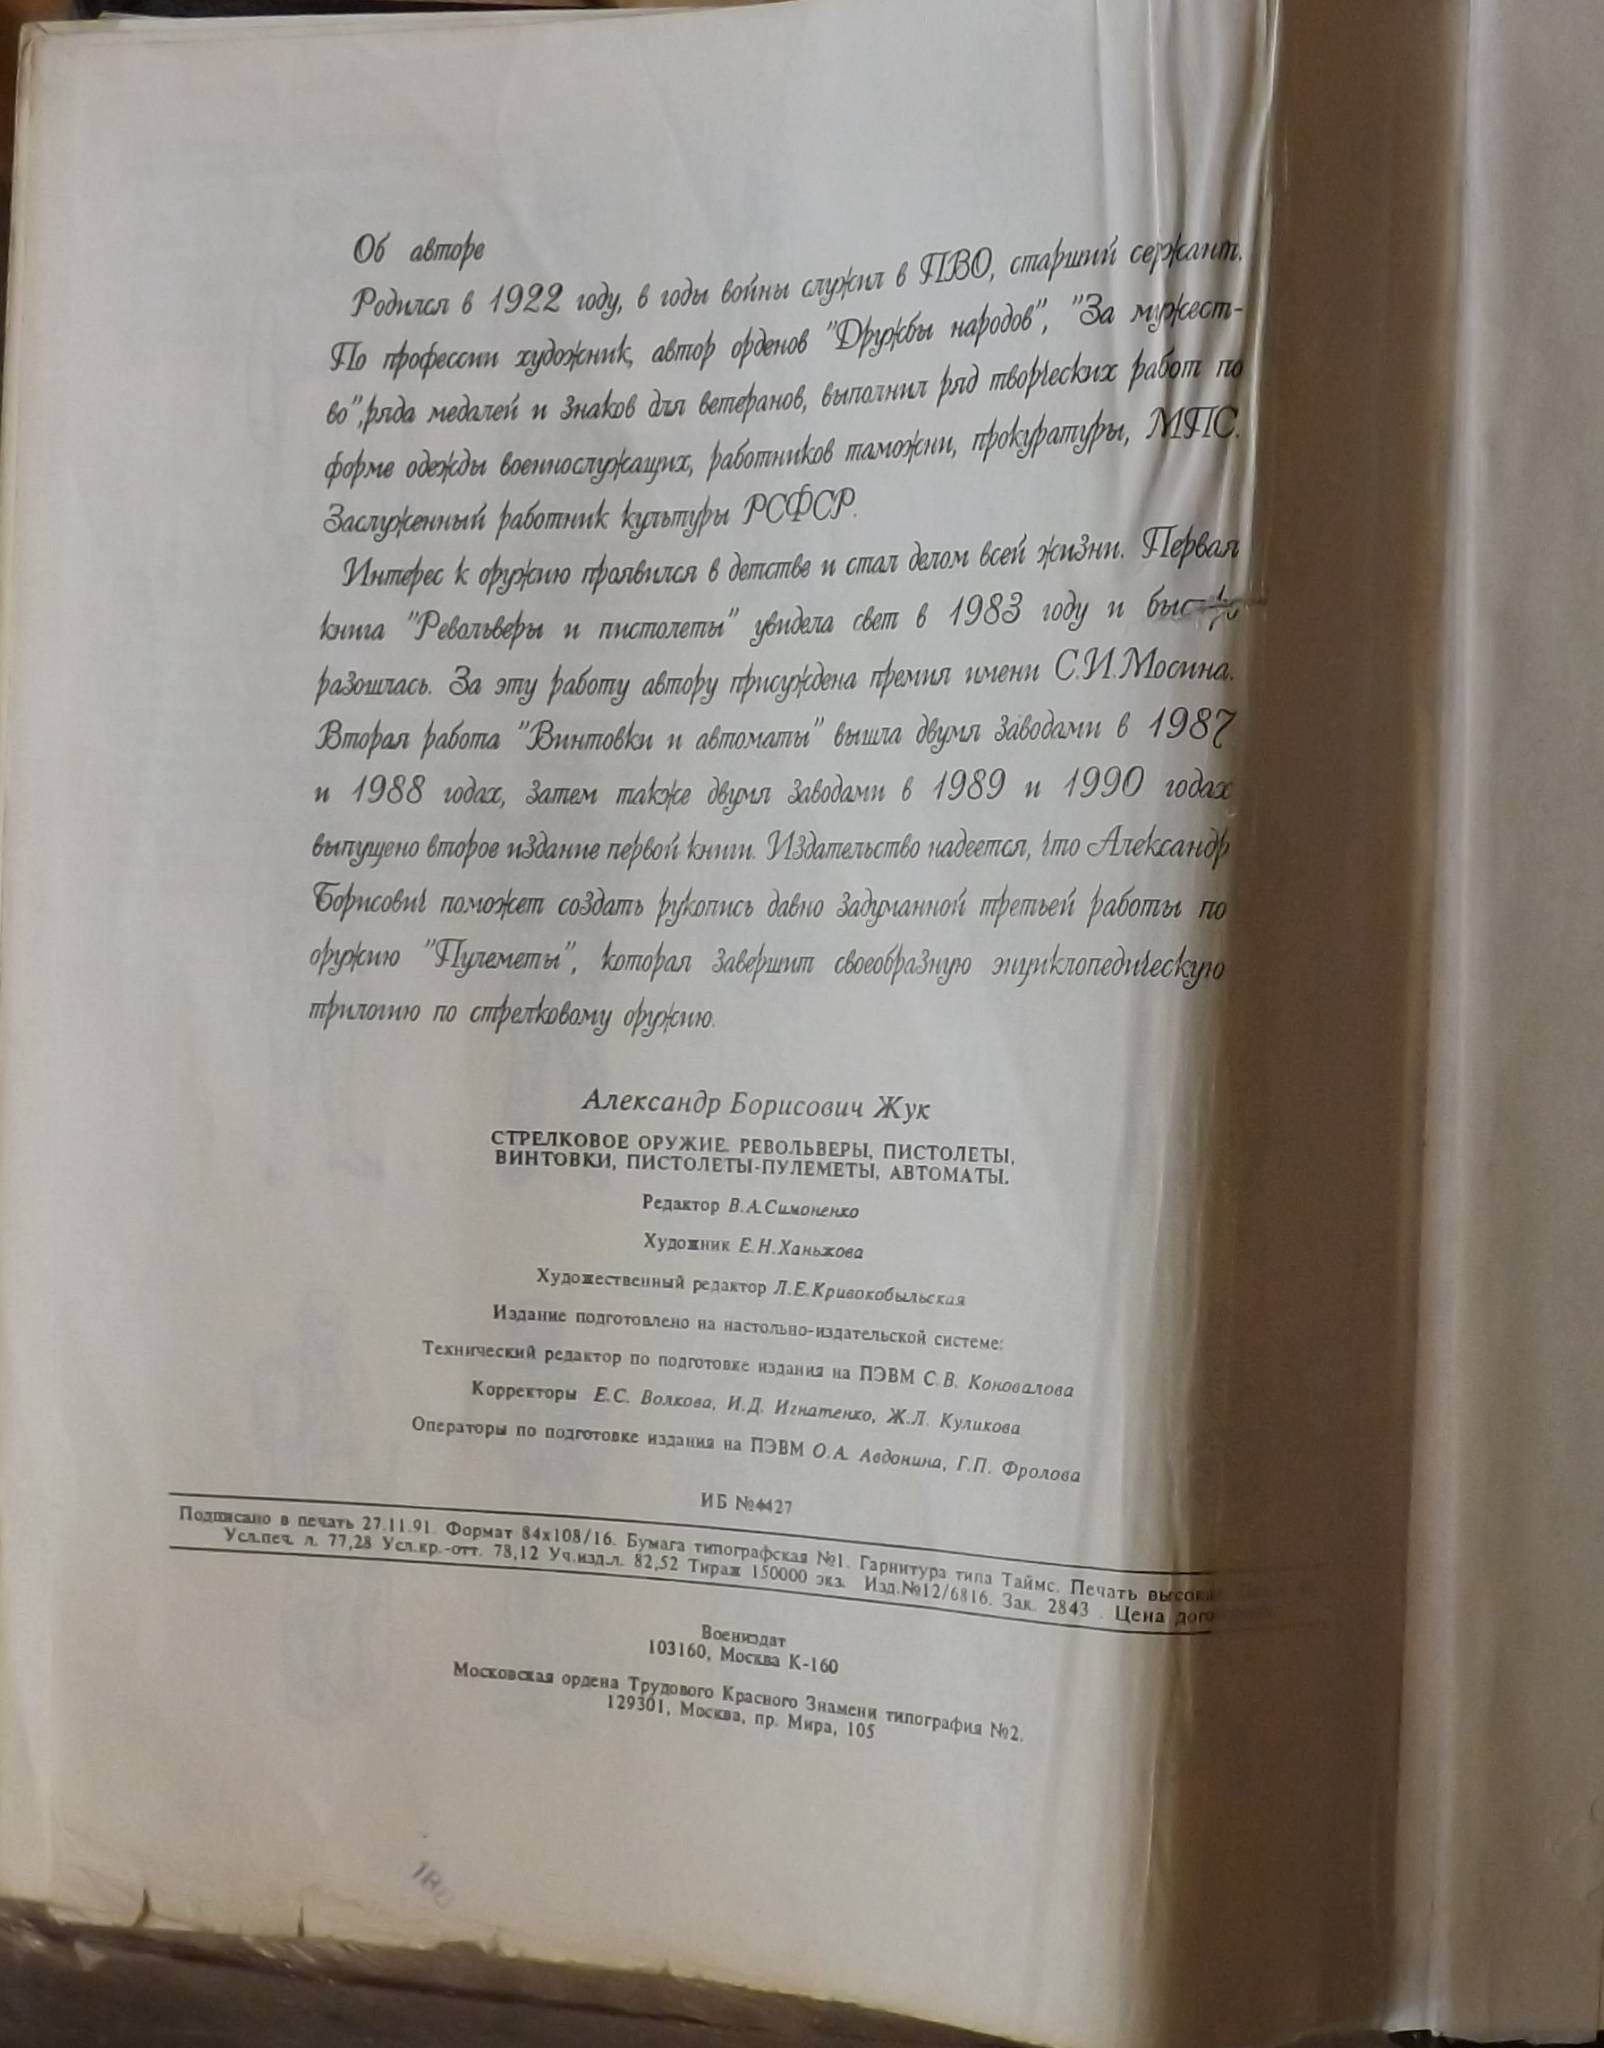 Об авторе
Родился в 1922 году, в годы войны служил в ПВО, старший сержант.
По профессии художник, автор орденов "Дружбы народов", "За мужест-
во", ряда медалей и знаков для ветеранов, выполнил ряд творческих работ по
форме одежды военнослужащих, работников таможни, прокуратуры, МПС.
Заслуженный работник культуры РСФСР.
Интерес к оружию проявился в детстве и стал делом всей жизни. Первая
книга "Револьверы и пистолеты" увидела свет в 1983 году и быстро
разошлась. За эту работу автору присуждена премия имени С.И.Мосина.
Вторая работа "Винтовки и автоматы" вышла двумя заводами в 1987
и 1988 годах, затем также двумя заводами в 1989 и 1990 годах
выпущено второе издание первой книги. Издательство надеется, что Александр
Борисович поможет создать рукопись давно задуманной третьей работы по
оружию "Пулеметы", которая завершит своеобразную энциклопедическую
трилогию по стрелковому оружию.
Александр Борисович Жук
СТРЕЛКОВОЕ ОРУЖИЕ. РЕВОЛЬВЕРЫ, ПИСТОЛЕТЫ,
ВИНТОВКИ, ПИСТОЛЕТЫ-ПУЛЕМЕТЫ, АВТОМАТЫ.
Редактор В.А.Симоненко
Художник Е.Н.Ханжова
Художественный редактор Л.Е.Кривокобыльская
Издание подготовлено на настольно-издательской системе:
Технический редактор по подготовке издания на ПЭВМ С.В. Коновалова
Корректоры Е.С. Волкова, И.Д. Игнатенко, Ж.Л. Куликова
Операторы по подготовке издания на ПЭВМ О.А. Авдонина, Г.П. Фролова
ИБ №4427
Подписано в печать 27.11.91. Формат 84х108/16. Бумага типографская №1. Гарнитура типа Таймс. Печать
Усл.печ. л. 77,28 Усл.кр.-отт. 78,12 Уч.изд.л. 82,52 Тираж 150000 экз. Изд.№12/6816. Зак. 2843 . Цена
Воениздат
103160, Москва К-160
Московская ордена Трудового Красного Знамени типография №2.
129301, Москва, пр. Мира, 105